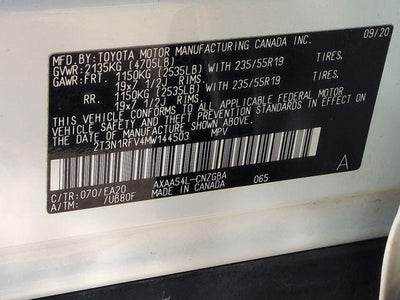 MFD.BY:TOYOTA MOTOR MANUFACTURING CANADA INC. 09/20
GVWR: 2135KG (4705LB)
GAWR:FRT. 1150KG (2535LB) WITH 235/55R19 TIRES,
19x7 1/2J RIMS.
RR. 1150KG (2535LB) WITH 235/55R19 TIRES,
19x7 1/2J RIMS.
THIS VEHICLE CONFORMS TO ALL APPLICABLE FEDERAL MOTOR
VEHICLE SAFETY AND BUMPER STANDARDS IN EFFECT ON
THE DATE OF MANUFACTURE SHOWN ABOVE.
2T3N1RFV4MW144503 MPV
C/TR: 070/EA20 AXAA54L-CNZGBA 065 A
A/TM: /UB80F MADE IN CANADA